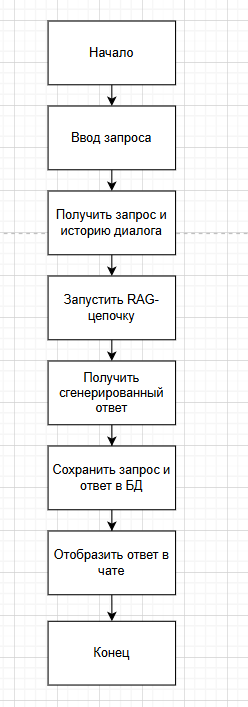 Начало
Ввод запроса
Получить запрос и
историю диалога
Запустить RAG-
цепочку
Получить
сгенерированный
ответ
Сохранить запрос и
ответ в БД
Отобразить ответ в
чате
Конец